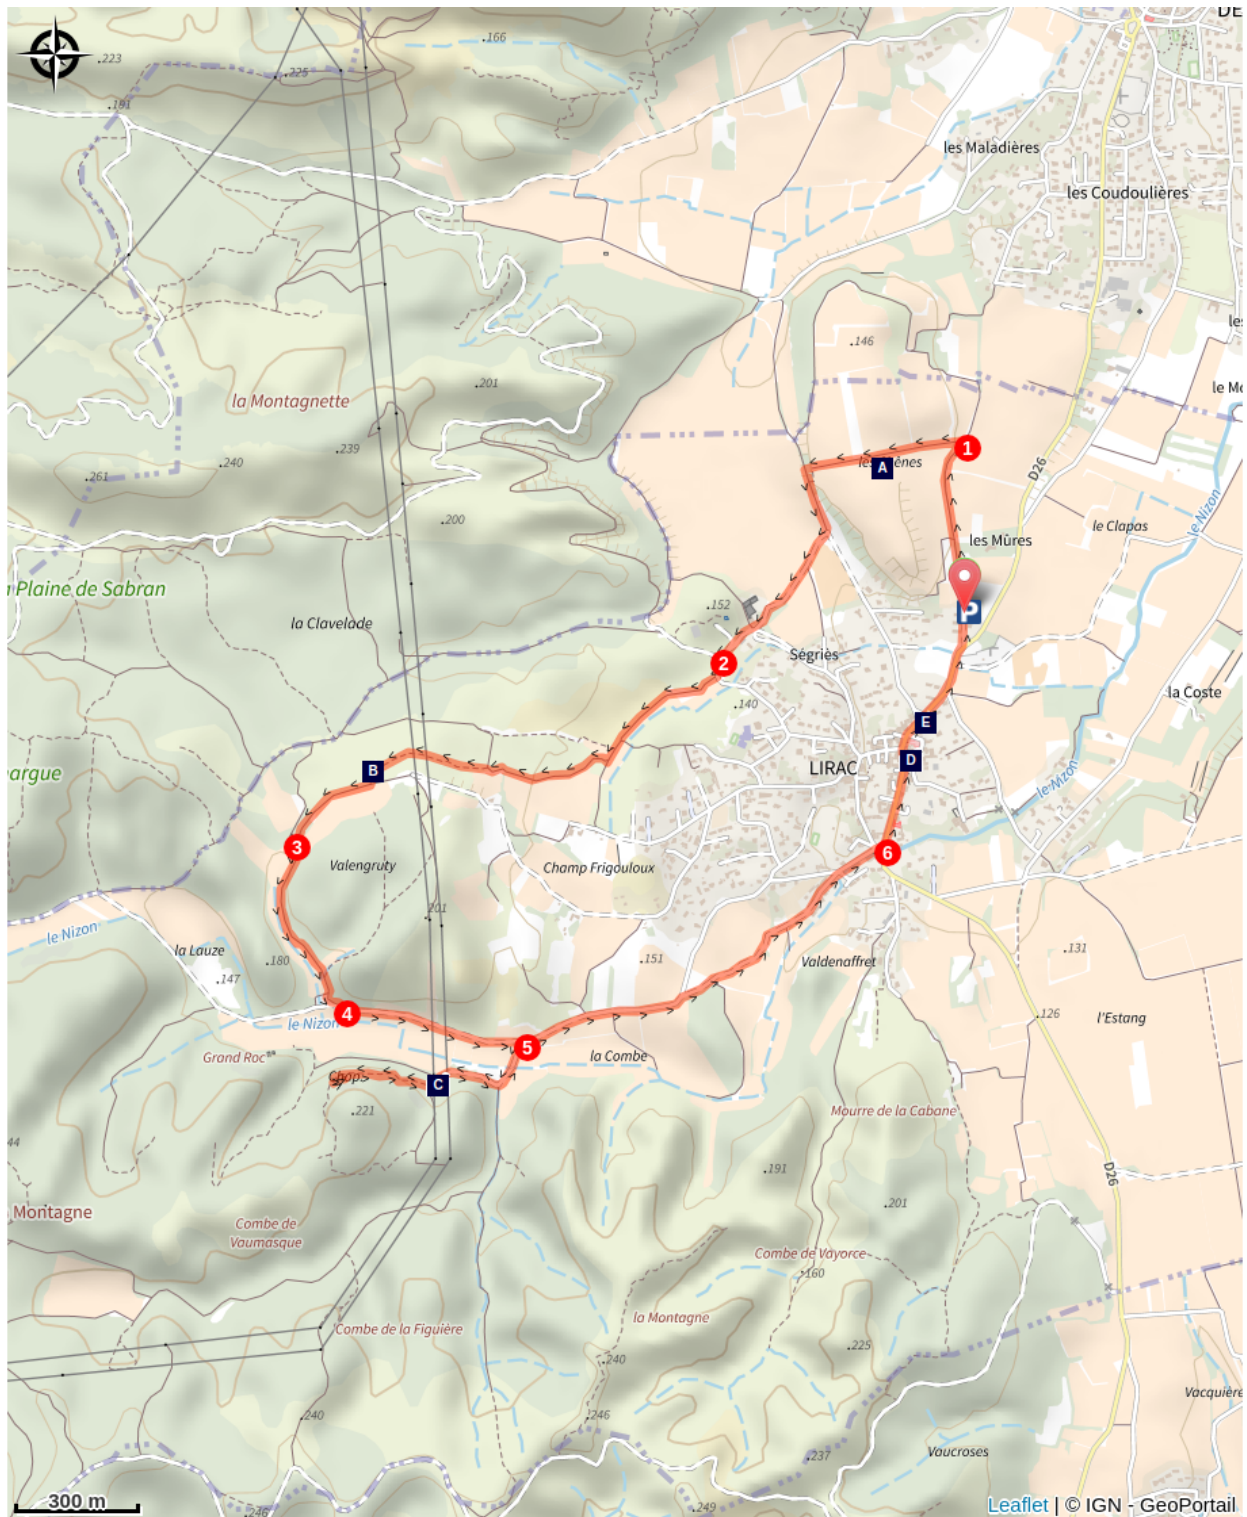 DE
.166
.223
.225
.191
les Maladières
les Coudoulières
.146
la Montagnette
.201
le Mo
.239
.240
.261
1
A
D26
le Nizon
.200
le Clapas
les Mûres
Plaine de Sabran
P
.152
la Clavelade
2
Ségriès
la Coste
.140
E
D
LIRAC
B
argue
le Nizon
3
6
Valengruty
Champ Frigouloux
.201
le Nizon
la Lauze
.180
.147
.151
Valdenaffret
.131
4
le Nizon
.126
l'Estang
5
Grand Roc
la Combe
C
.221
Mourre de la Cabane
.44
.191
D26
.201
Montagne
Combe de
Vaumasque
Combe de Vayorce
.160
la Montagne
Combe de la Figuière
.225
.240
Vacquière
.240
.246
.237
Vaucroses
300 m
.246
.249
Leaflet | © IGN - GeoPortail